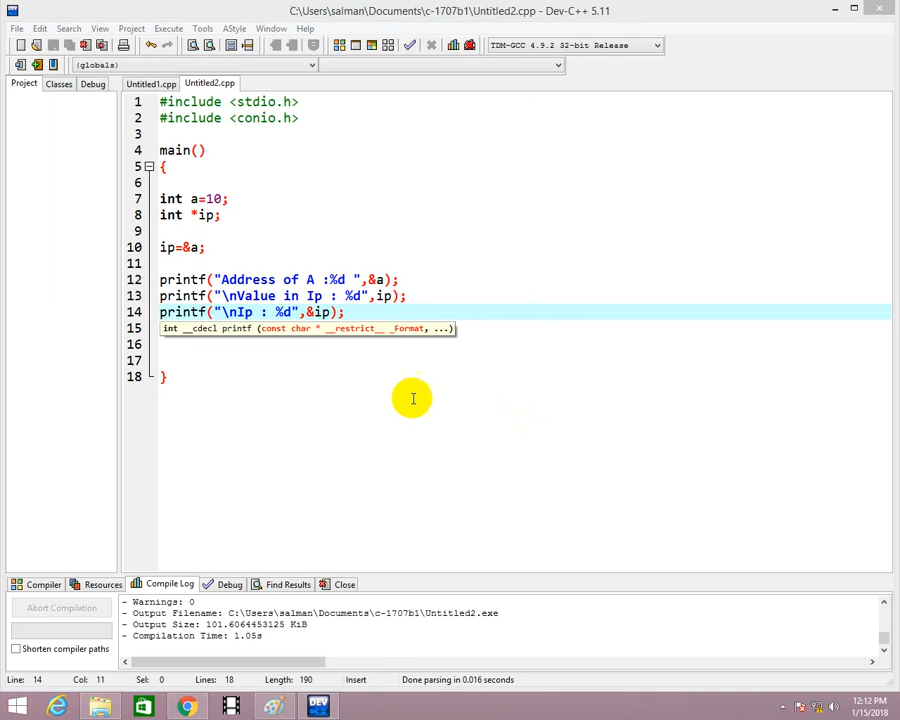 C:\Users\salman\Documents\c-1707b1\Untitled2.cpp - Dev-C++ 5.11
File Edit Search View Project Execute Tools AStyle Window Help
TDM-GCC 4.9.2 32-bit Release
(globals)
Project Classes Debug Untitled1.cpp Untitled2.cpp
1 #include <stdio.h>
2 #include <conio.h>
3
4 main()
5 {
6
7 int a=10;
8 int *ip;
9
10 ip=&a;
11
12 printf("Address of A :%d ",&a);
13 printf("\nValue in Ip : %d",ip);
14 printf("\nIp : %d",&ip);
15 int __cdecl printf (const char * __restrict__ _Format, ...)
16
17
18 }
Compiler Resources Compile Log Debug Find Results Close
Abort Compilation
Shorten compiler paths
- Warnings: 0
- Output Filename: C:\Users\salman\Documents\c-1707b1\Untitled2.exe
- Output Size: 101.6064453125 KiB
- Compilation Time: 1.05s
Line: 14 Col: 11 Sel: 0 Lines: 18 Length: 190 Insert Done parsing in 0.016 seconds
DEV
12:12 PM
1/15/2018